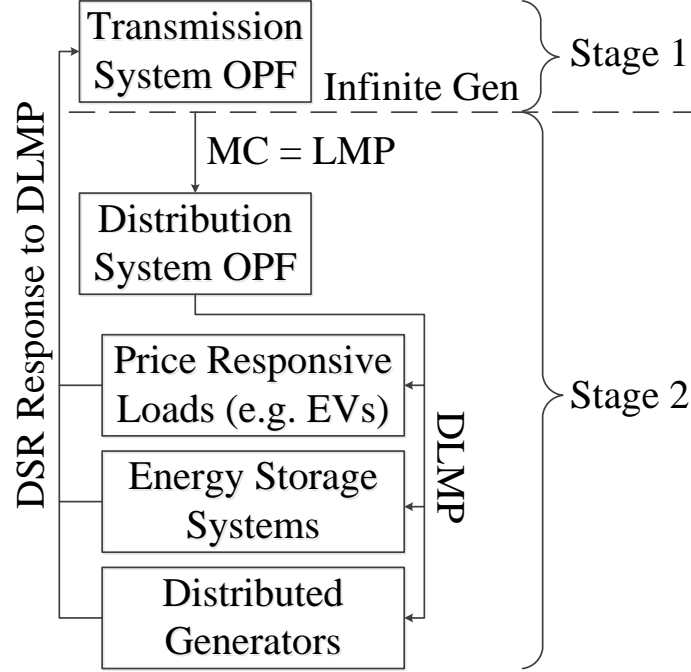 Transmission
System OPF
Stage 1
Infinite Gen
MC = LMP
Distribution
System OPF
DSR Response to DLMP
Price Responsive
Loads (e.g. EVs)
Stage 2
DLMP
Energy Storage
Systems
Distributed
Generators